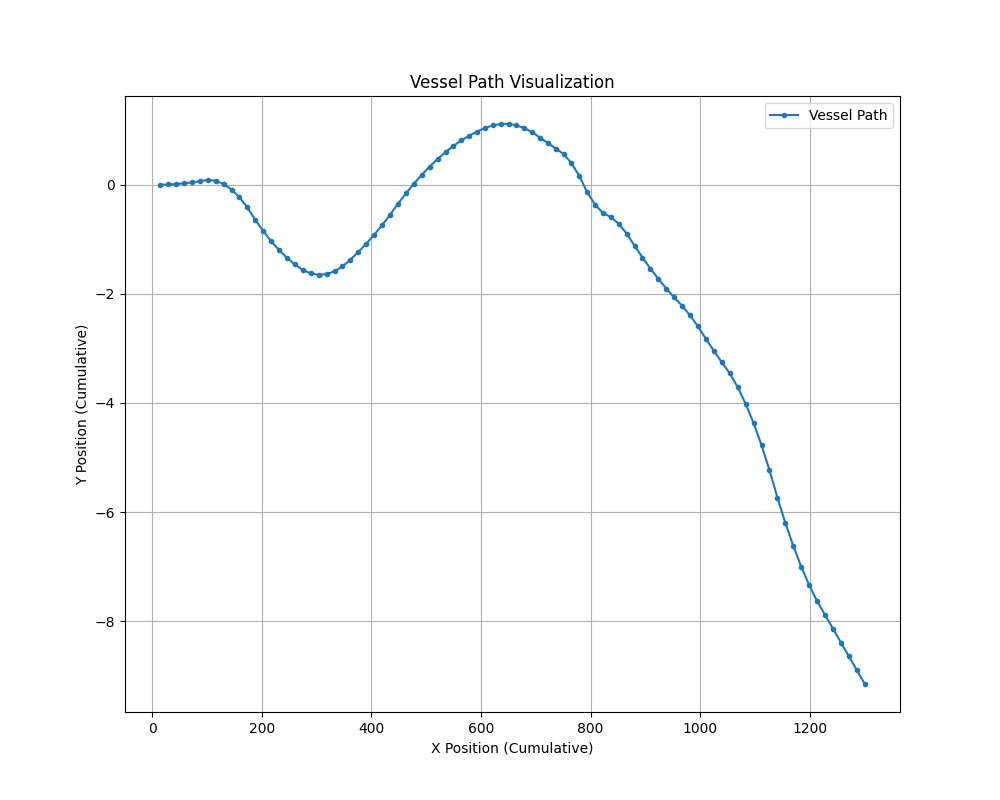 Vessel Path Visualization
Vessel Path
Y Position (Cumulative)
0
−2
−4
−6
−8
0 200 400 600 800 1000 1200
X Position (Cumulative)